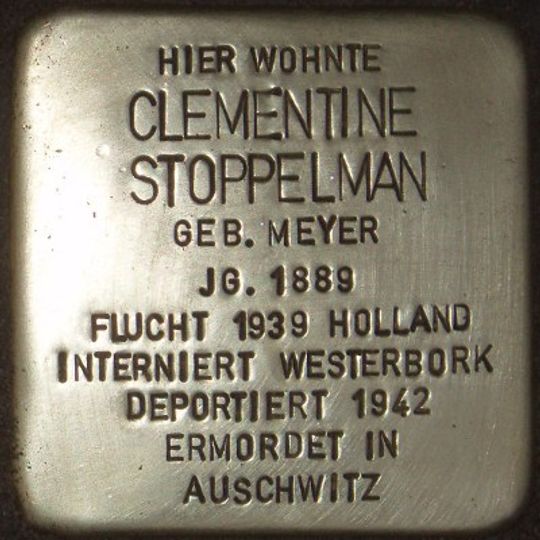 HIER WOHNTE
CLEMENTINE
STOPPELMAN
GEB. MEYER
JG. 1889
FLUCHT 1939 HOLLAND
INTERNIERT WESTERBORK
DEPORTIERT 1942
ERMORDET IN
AUSCHWITZ